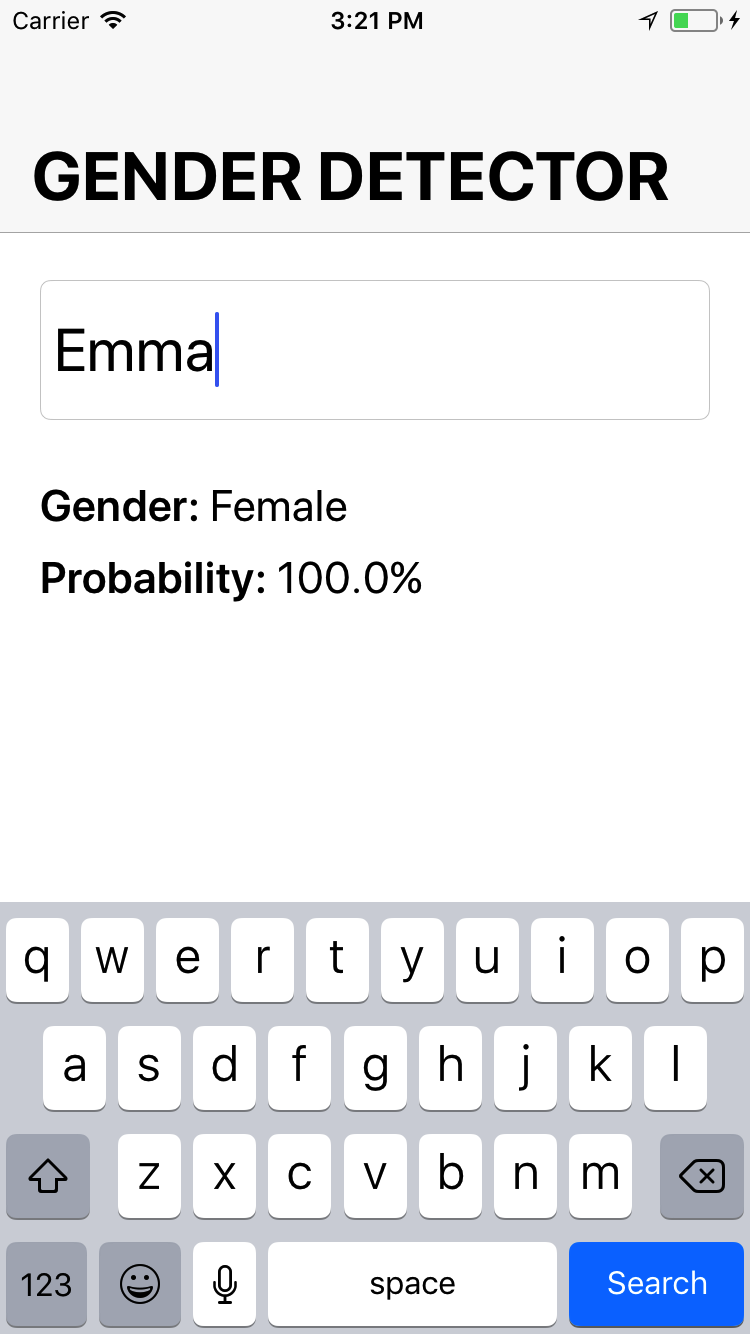 Carrier 3:21 PM
GENDER DETECTOR
Emma
Gender: Female
Probability: 100.0%
q w e r t y u i o p
a s d f g h j k l
z x c v b n m
123 space Search